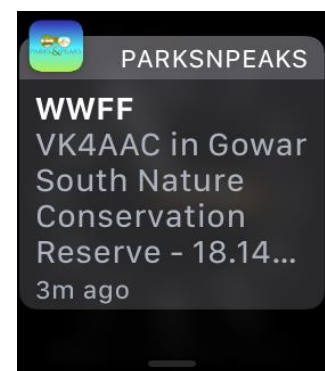 PARKSNPEAKS
WWFF
VK4AAC in Gowar
South Nature
Conservation
Reserve - 18.14...
3m ago